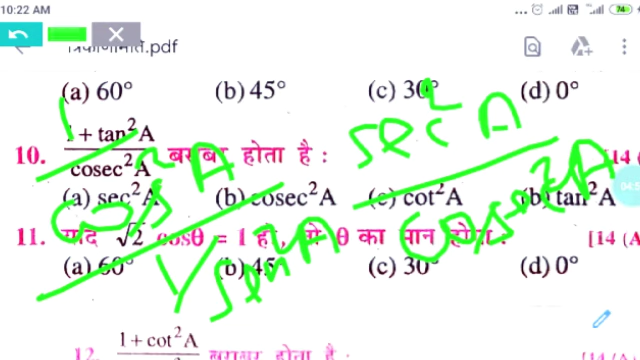 10:22 AM ... 74
त्रिकोणमिति.pdf
(a) 60° (b) 45° (c) 30° (d) 0°
10. 1 + tan²A / cosec²A बराबर होता है : [14 (
(a) sec²A (b) cosec²A (c) cot²A (b) tan²A
1 / cos²A / 1 / sin²A
sec²A / cosec²A
11. यदि √2 cosθ = 1 हो, तो θ का मान होगा : [14 (A
(a) 60° (b) 45° (c) 30° (d) 0°
12. 1 + cot²A बराबर होता है : [14 (A